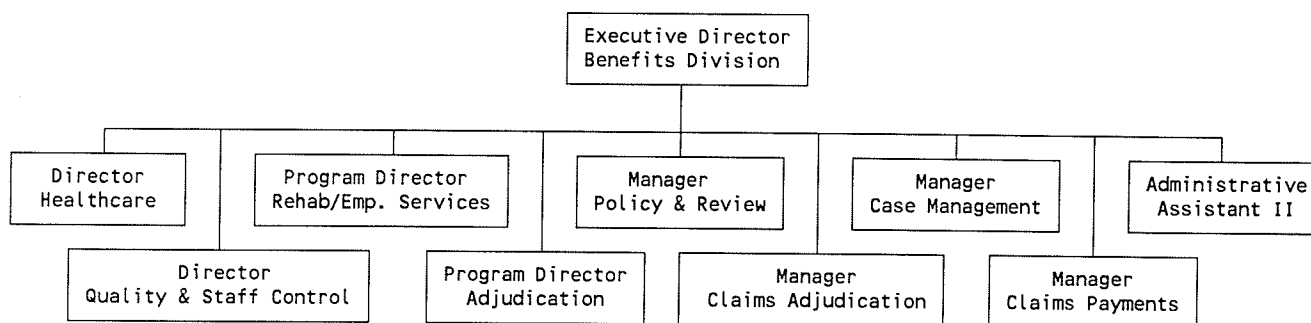 Executive Director
Benefits Division
Director
Healthcare
Program Director
Rehab/Emp. Services
Manager
Policy & Review
Manager
Case Management
Administrative
Assistant II
Director
Quality & Staff Control
Program Director
Adjudication
Manager
Claims Adjudication
Manager
Claims Payments